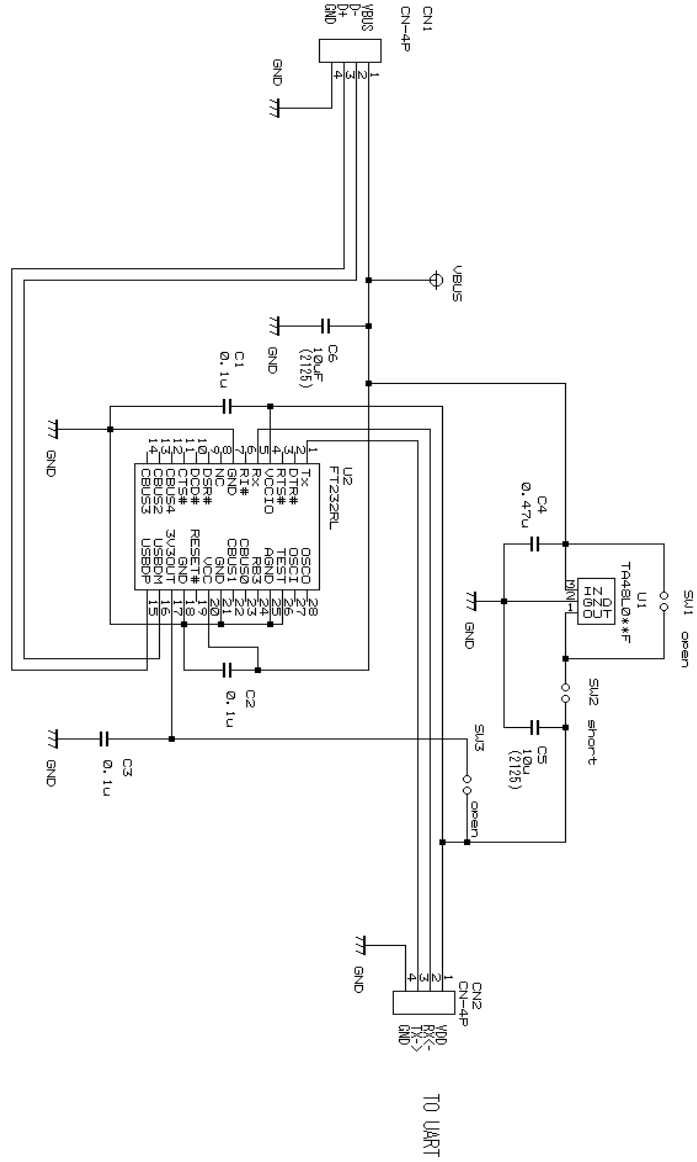 CN1
CN-4P
VBUS
D-
D+
GND
1
2
3
4
GND
VBUS
C6
10uF
(2125)
GND
C1
0.1u
GND
U2
FT232RL
1 TX
2 DTR#
3 RTS#
4 VCCIO
5 RX
6 RI#
7 GND
8 NC
9 DSR#
10 DCD#
11 CTS#
12 CBUS4
13 CBUS2
14 CBUS3
OSCO 28
OSCI 27
TEST 26
AGND 25
RB3 24
CBUS0 23
CBUS1 22
GND 21
VCC 20
RESET# 19
GND 18
3V3OUT 17
USBDM 16
USBDP 15
C2
0.1u
C3
0.1u
GND
C4
0.47u
GND
U1
TA48L0**F
IN
GND
OUT
3
2
1
SW1
open
SW2
short
C5
10u
(2125)
SW3
open
GND
CN2
CN-4P
1
2
3
4
VDD
RX<-
TX->
GND
TO UART